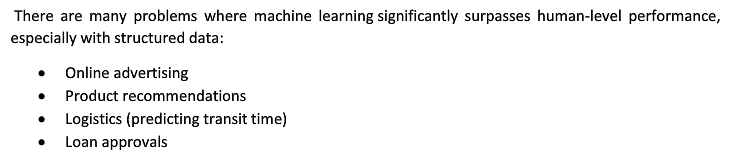 There are many problems where machine learning significantly surpasses human-level performance,
especially with structured data:
• Online advertising
• Product recommendations
• Logistics (predicting transit time)
• Loan approvals